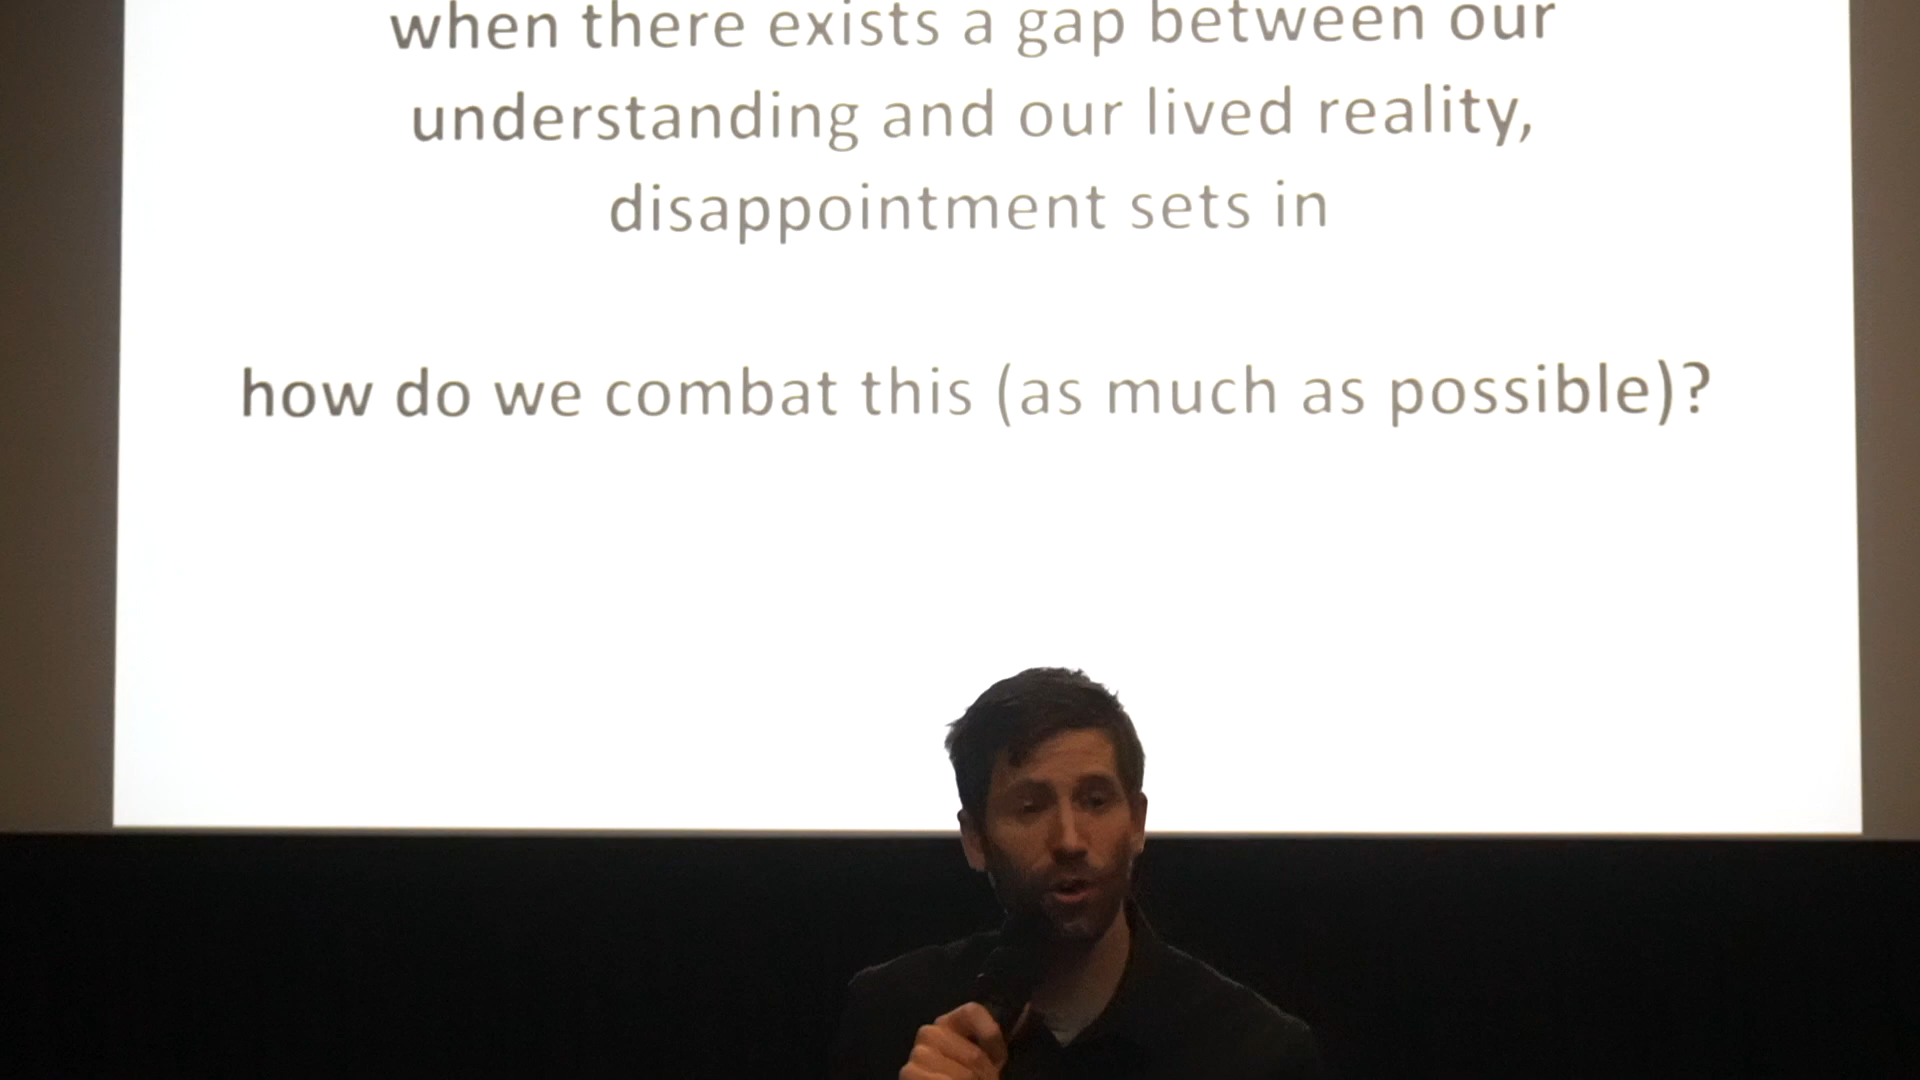 when there exists a gap between our
understanding and our lived reality,
disappointment sets in
how do we combat this (as much as possible)?